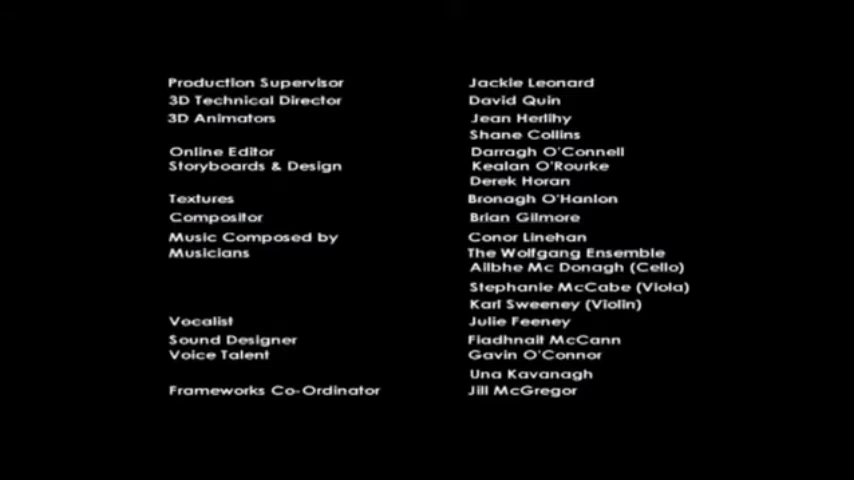 Production Supervisor Jackie Leonard
3D Technical Director David Quin
3D Animators Jean Herlihy
Shane Collins
Online Editor Darragh O'Connell
Storyboards & Design Kealan O'Rourke
Derek Horan
Textures Bronagh O'Hanlon
Compositor Brian Gilmore
Music Composed by Conor Linehan
Musicians The Wolfgang Ensemble
Ailbhe Mc Donagh (Cello)
Stephanie McCabe (Viola)
Karl Sweeney (Violin)
Vocalist Julie Feeney
Sound Designer Fiadhnait McCann
Voice Talent Gavin O'Connor
Una Kavanagh
Frameworks Co-Ordinator Jill McGregor